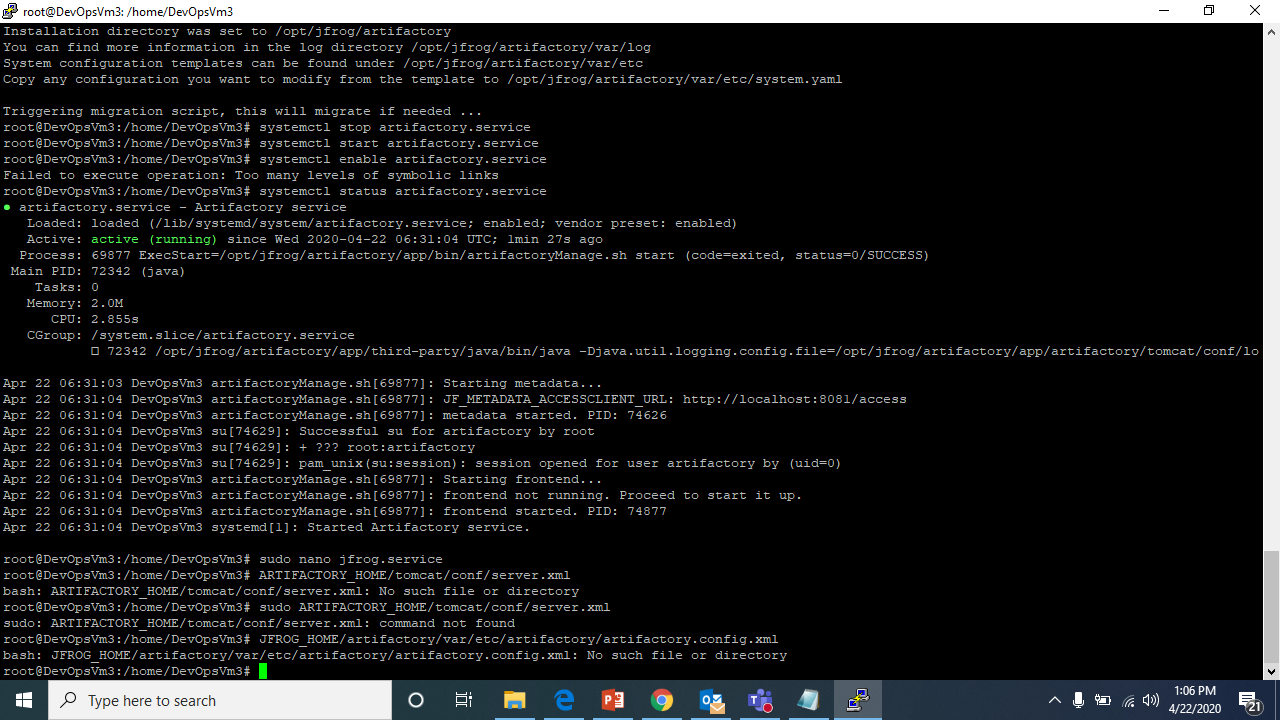 root@DevOpsVm3: /home/DevOpsVm3
Installation directory was set to /opt/jfrog/artifactory
You can find more information in the log directory /opt/jfrog/artifactory/var/log
System configuration templates can be found under /opt/jfrog/artifactory/var/etc
Copy any configuration you want to modify from the template to /opt/jfrog/artifactory/var/etc/system.yaml
Triggering migration script, this will migrate if needed ...
root@DevOpsVm3:/home/DevOpsVm3# systemctl stop artifactory.service
root@DevOpsVm3:/home/DevOpsVm3# systemctl start artifactory.service
root@DevOpsVm3:/home/DevOpsVm3# systemctl enable artifactory.service
Failed to execute operation: Too many levels of symbolic links
root@DevOpsVm3:/home/DevOpsVm3# systemctl status artifactory.service
● artifactory.service - Artifactory service
Loaded: loaded (/lib/systemd/system/artifactory.service; enabled; vendor preset: enabled)
Active: active (running) since Wed 2020-04-22 06:31:04 UTC; 1min 27s ago
Process: 69877 ExecStart=/opt/jfrog/artifactory/app/bin/artifactoryManage.sh start (code=exited, status=0/SUCCESS)
Main PID: 72342 (java)
Tasks: 0
Memory: 2.0M
CPU: 2.855s
CGroup: /system.slice/artifactory.service
72342 /opt/jfrog/artifactory/app/third-party/java/bin/java -Djava.util.logging.config.file=/opt/jfrog/artifactory/app/artifactory/tomcat/conf/lo
Apr 22 06:31:03 DevOpsVm3 artifactoryManage.sh[69877]: Starting metadata...
Apr 22 06:31:04 DevOpsVm3 artifactoryManage.sh[69877]: JF_METADATA_ACCESSCLIENT_URL: http://localhost:8081/access
Apr 22 06:31:04 DevOpsVm3 artifactoryManage.sh[69877]: metadata started. PID: 74626
Apr 22 06:31:04 DevOpsVm3 su[74629]: Successful su for artifactory by root
Apr 22 06:31:04 DevOpsVm3 su[74629]: + ??? root:artifactory
Apr 22 06:31:04 DevOpsVm3 su[74629]: pam_unix(su:session): session opened for user artifactory by (uid=0)
Apr 22 06:31:04 DevOpsVm3 artifactoryManage.sh[69877]: Starting frontend...
Apr 22 06:31:04 DevOpsVm3 artifactoryManage.sh[69877]: frontend not running. Proceed to start it up.
Apr 22 06:31:04 DevOpsVm3 artifactoryManage.sh[69877]: frontend started. PID: 74877
Apr 22 06:31:04 DevOpsVm3 systemd[1]: Started Artifactory service.
root@DevOpsVm3:/home/DevOpsVm3# sudo nano jfrog.service
root@DevOpsVm3:/home/DevOpsVm3# ARTIFACTORY_HOME/tomcat/conf/server.xml
bash: ARTIFACTORY_HOME/tomcat/conf/server.xml: No such file or directory
root@DevOpsVm3:/home/DevOpsVm3# sudo ARTIFACTORY_HOME/tomcat/conf/server.xml
sudo: ARTIFACTORY_HOME/tomcat/conf/server.xml: command not found
root@DevOpsVm3:/home/DevOpsVm3# JFROG_HOME/artifactory/var/etc/artifactory/artifactory.config.xml
bash: JFROG_HOME/artifactory/var/etc/artifactory/artifactory.config.xml: No such file or directory
root@DevOpsVm3:/home/DevOpsVm3#
Type here to search
1:06 PM
4/22/2020
21